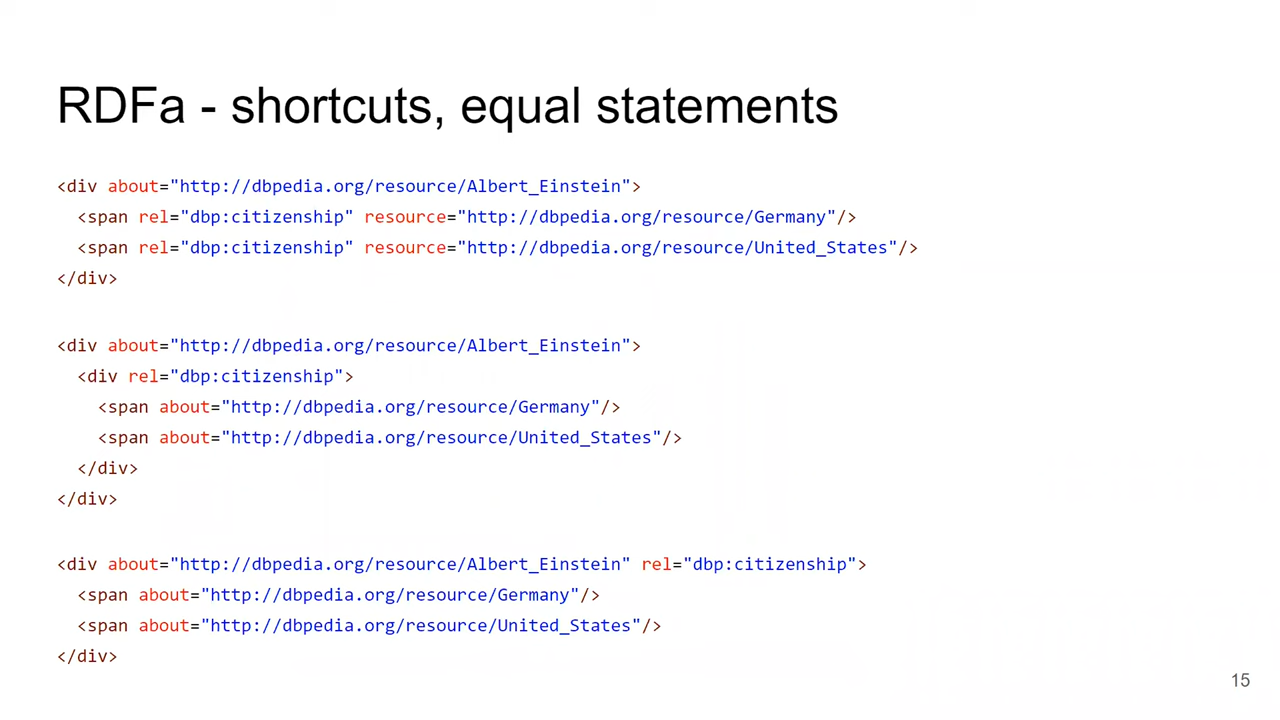 RDFa - shortcuts, equal statements
<div about="http://dbpedia.org/resource/Albert_Einstein">
  <span rel="dbp:citizenship" resource="http://dbpedia.org/resource/Germany"/>
  <span rel="dbp:citizenship" resource="http://dbpedia.org/resource/United_States"/>
</div>
<div about="http://dbpedia.org/resource/Albert_Einstein">
  <div rel="dbp:citizenship">
    <span about="http://dbpedia.org/resource/Germany"/>
    <span about="http://dbpedia.org/resource/United_States"/>
  </div>
</div>
<div about="http://dbpedia.org/resource/Albert_Einstein" rel="dbp:citizenship">
  <span about="http://dbpedia.org/resource/Germany"/>
  <span about="http://dbpedia.org/resource/United_States"/>
</div>
15